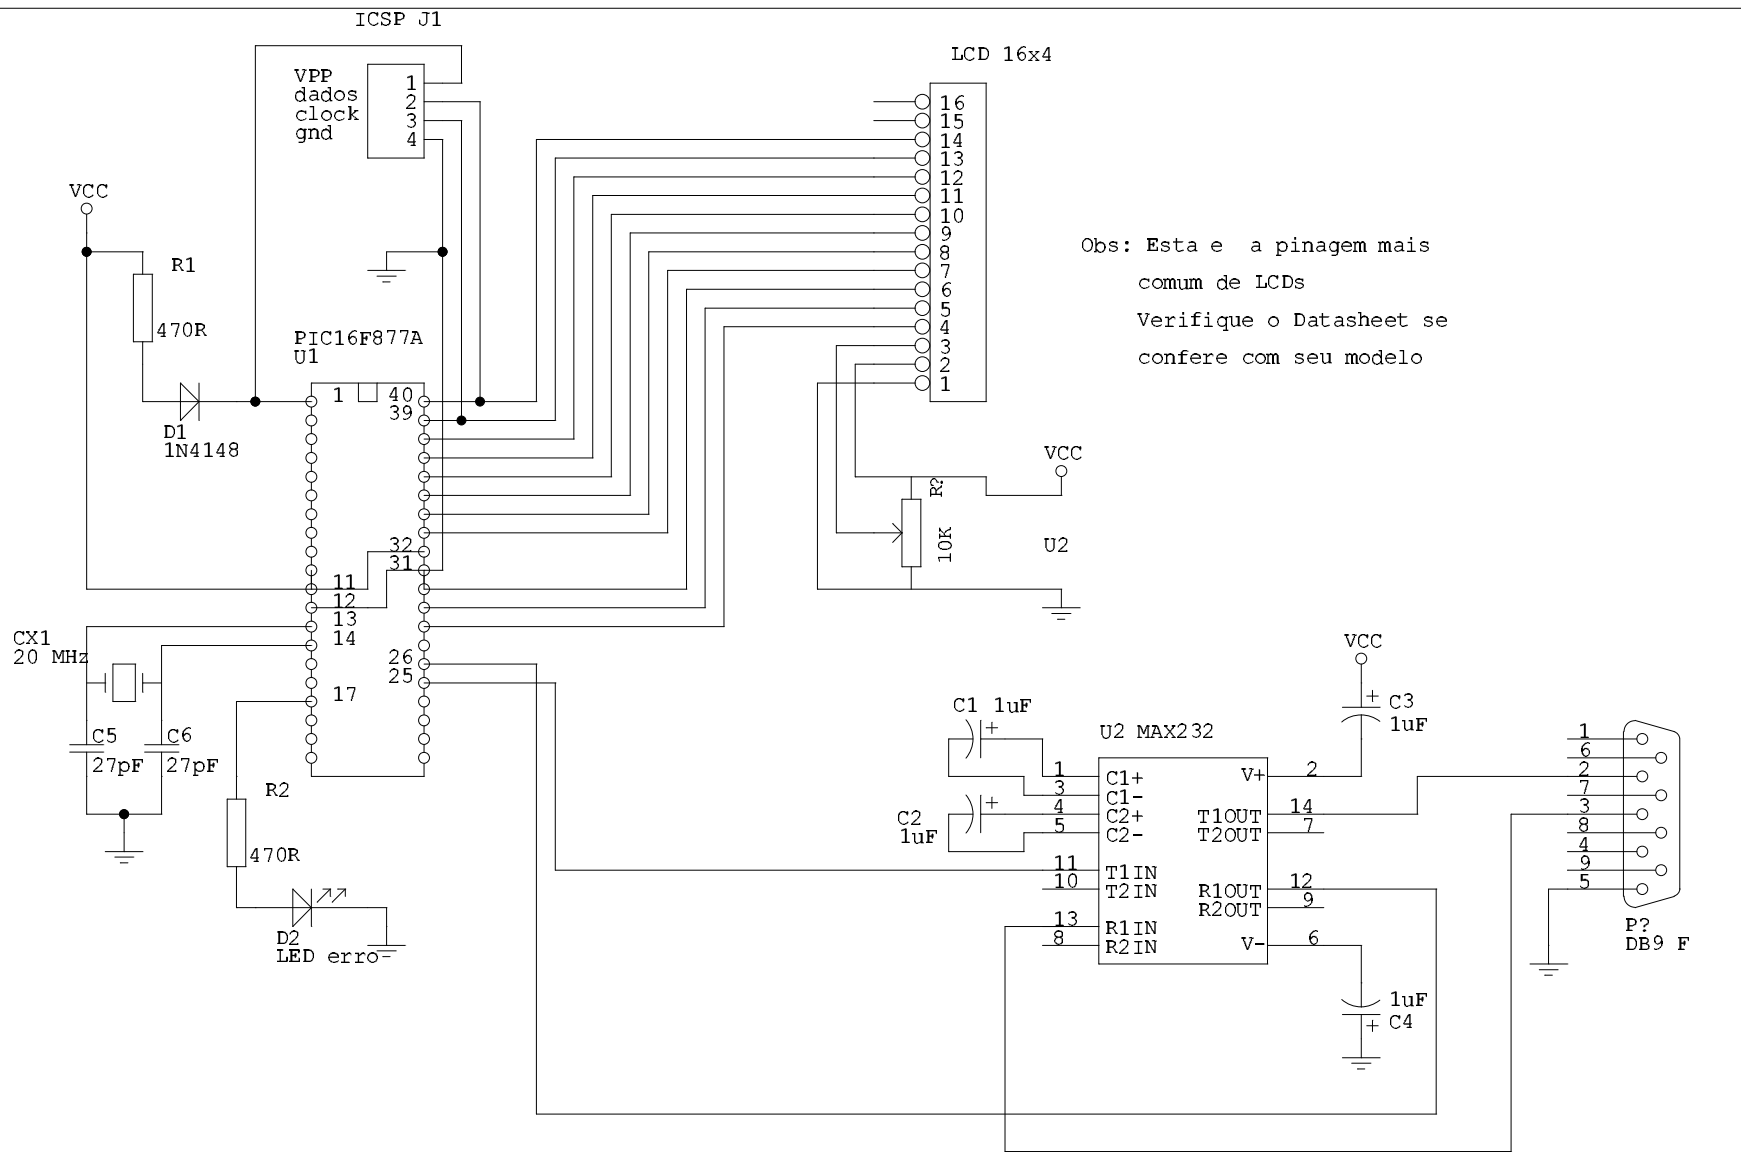 ICSP J1
VPP
dados
clock
gnd
1
2
3
4
LCD 16x4
16
15
14
13
12
11
10
9
8
7
6
5
4
3
2
1
Obs: Esta e a pinagem mais
comum de LCDs
Verifique o Datasheet se
confere com seu modelo
VCC
R1
470R
D1
1N4148
PIC16F877A
U1
1
40
39
32
31
11
12
13
14
26
25
17
CX1
20 MHz
C5
27pF
C6
27pF
R2
470R
D2
LED erro
VCC
R?
10K
U2
C1 1uF
+
C2
1uF
+
U2 MAX232
1
3
4
5
11
10
13
8
C1+
C1-
C2+
C2-
T1IN
T2IN
R1IN
R2IN
V+
T1OUT
T2OUT
R1OUT
R2OUT
V-
2
14
7
12
9
6
VCC
+
C3
1uF
1uF
+
C4
1
6
2
7
3
8
4
9
5
P?
DB9 F